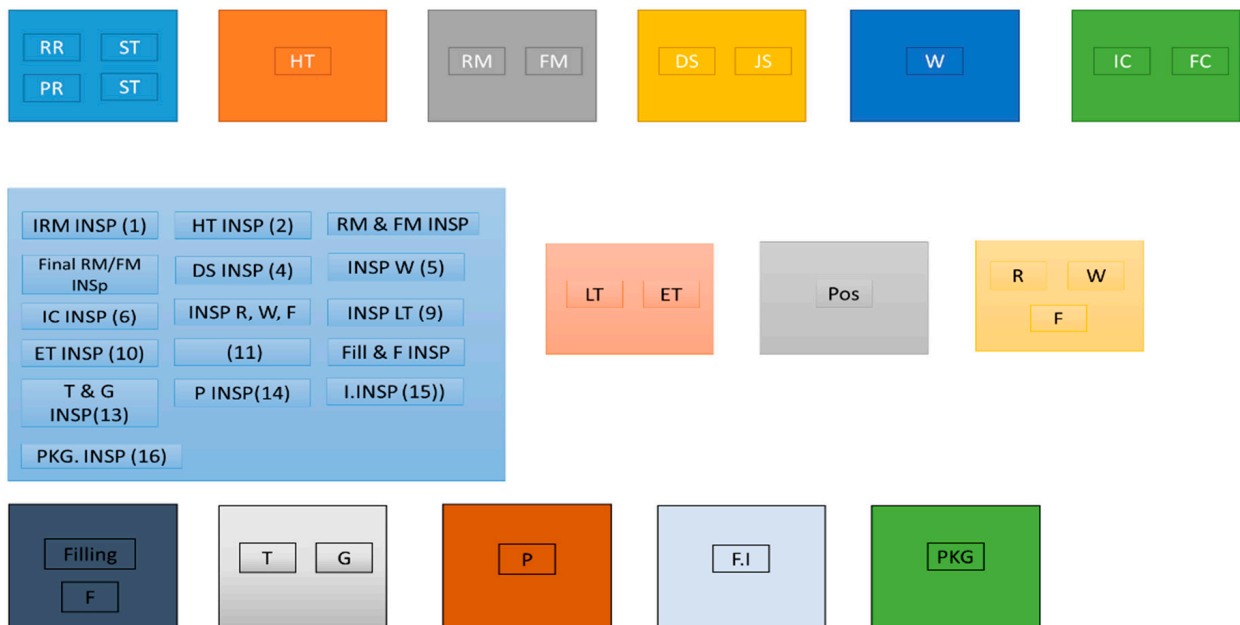 RR ST
PR ST
HT
RM FM
DS JS
W
IC FC
IRM INSP (1) HT INSP (2) RM & FM INSP
Final RM/FM
INSp
DS INSP (4) INSP W (5)
IC INSP (6) INSP R, W, F INSP LT (9)
ET INSP (10) (11) Fill & F INSP
T & G
INSP(13)
P INSP(14) I.INSP (15))
PKG. INSP (16)
LT ET
Pos
R W
F
Filling
F
T G
P
F.I
PKG